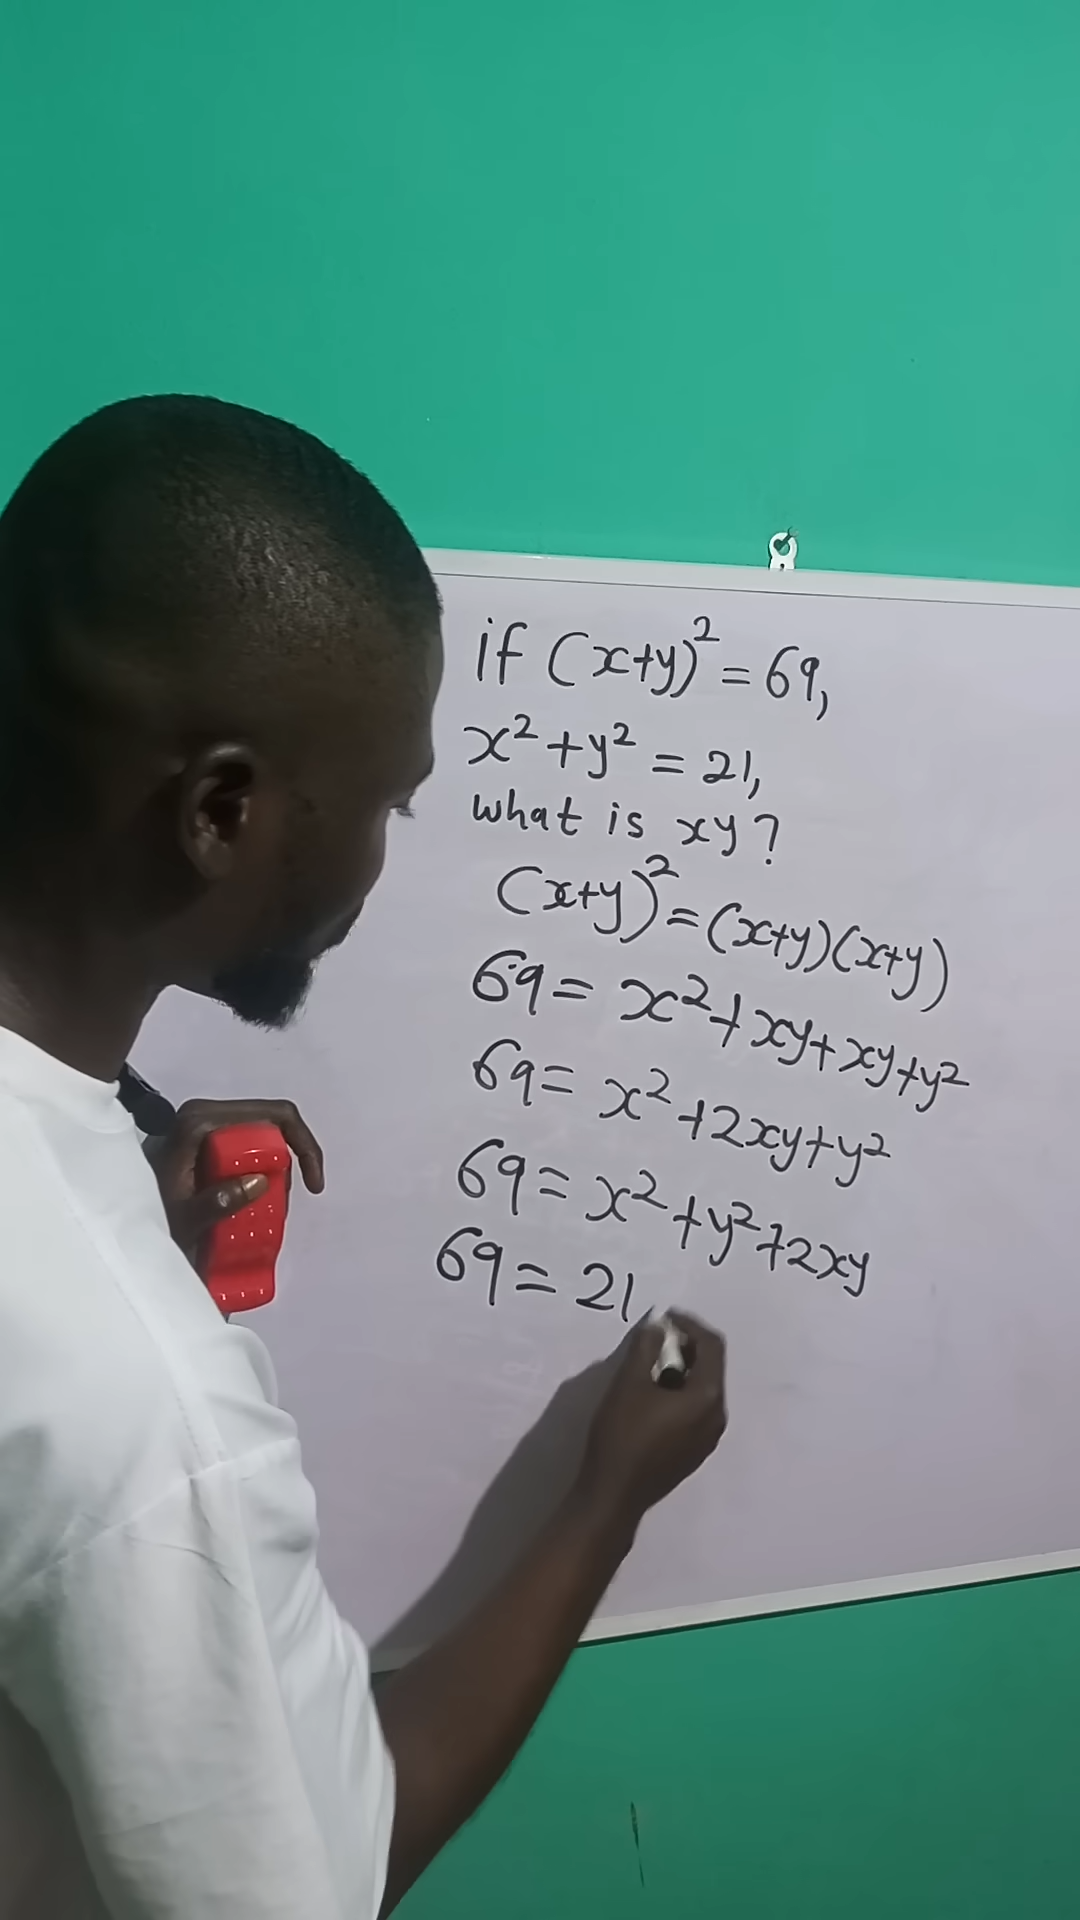 if (x+y)² = 69,
x² + y² = 21,
what is xy?
(x+y)² = (x+y)(x+y)
69 = x² + xy + xy + y²
69 = x² + 2xy + y²
69 = x² + y² + 2xy
69 = 21